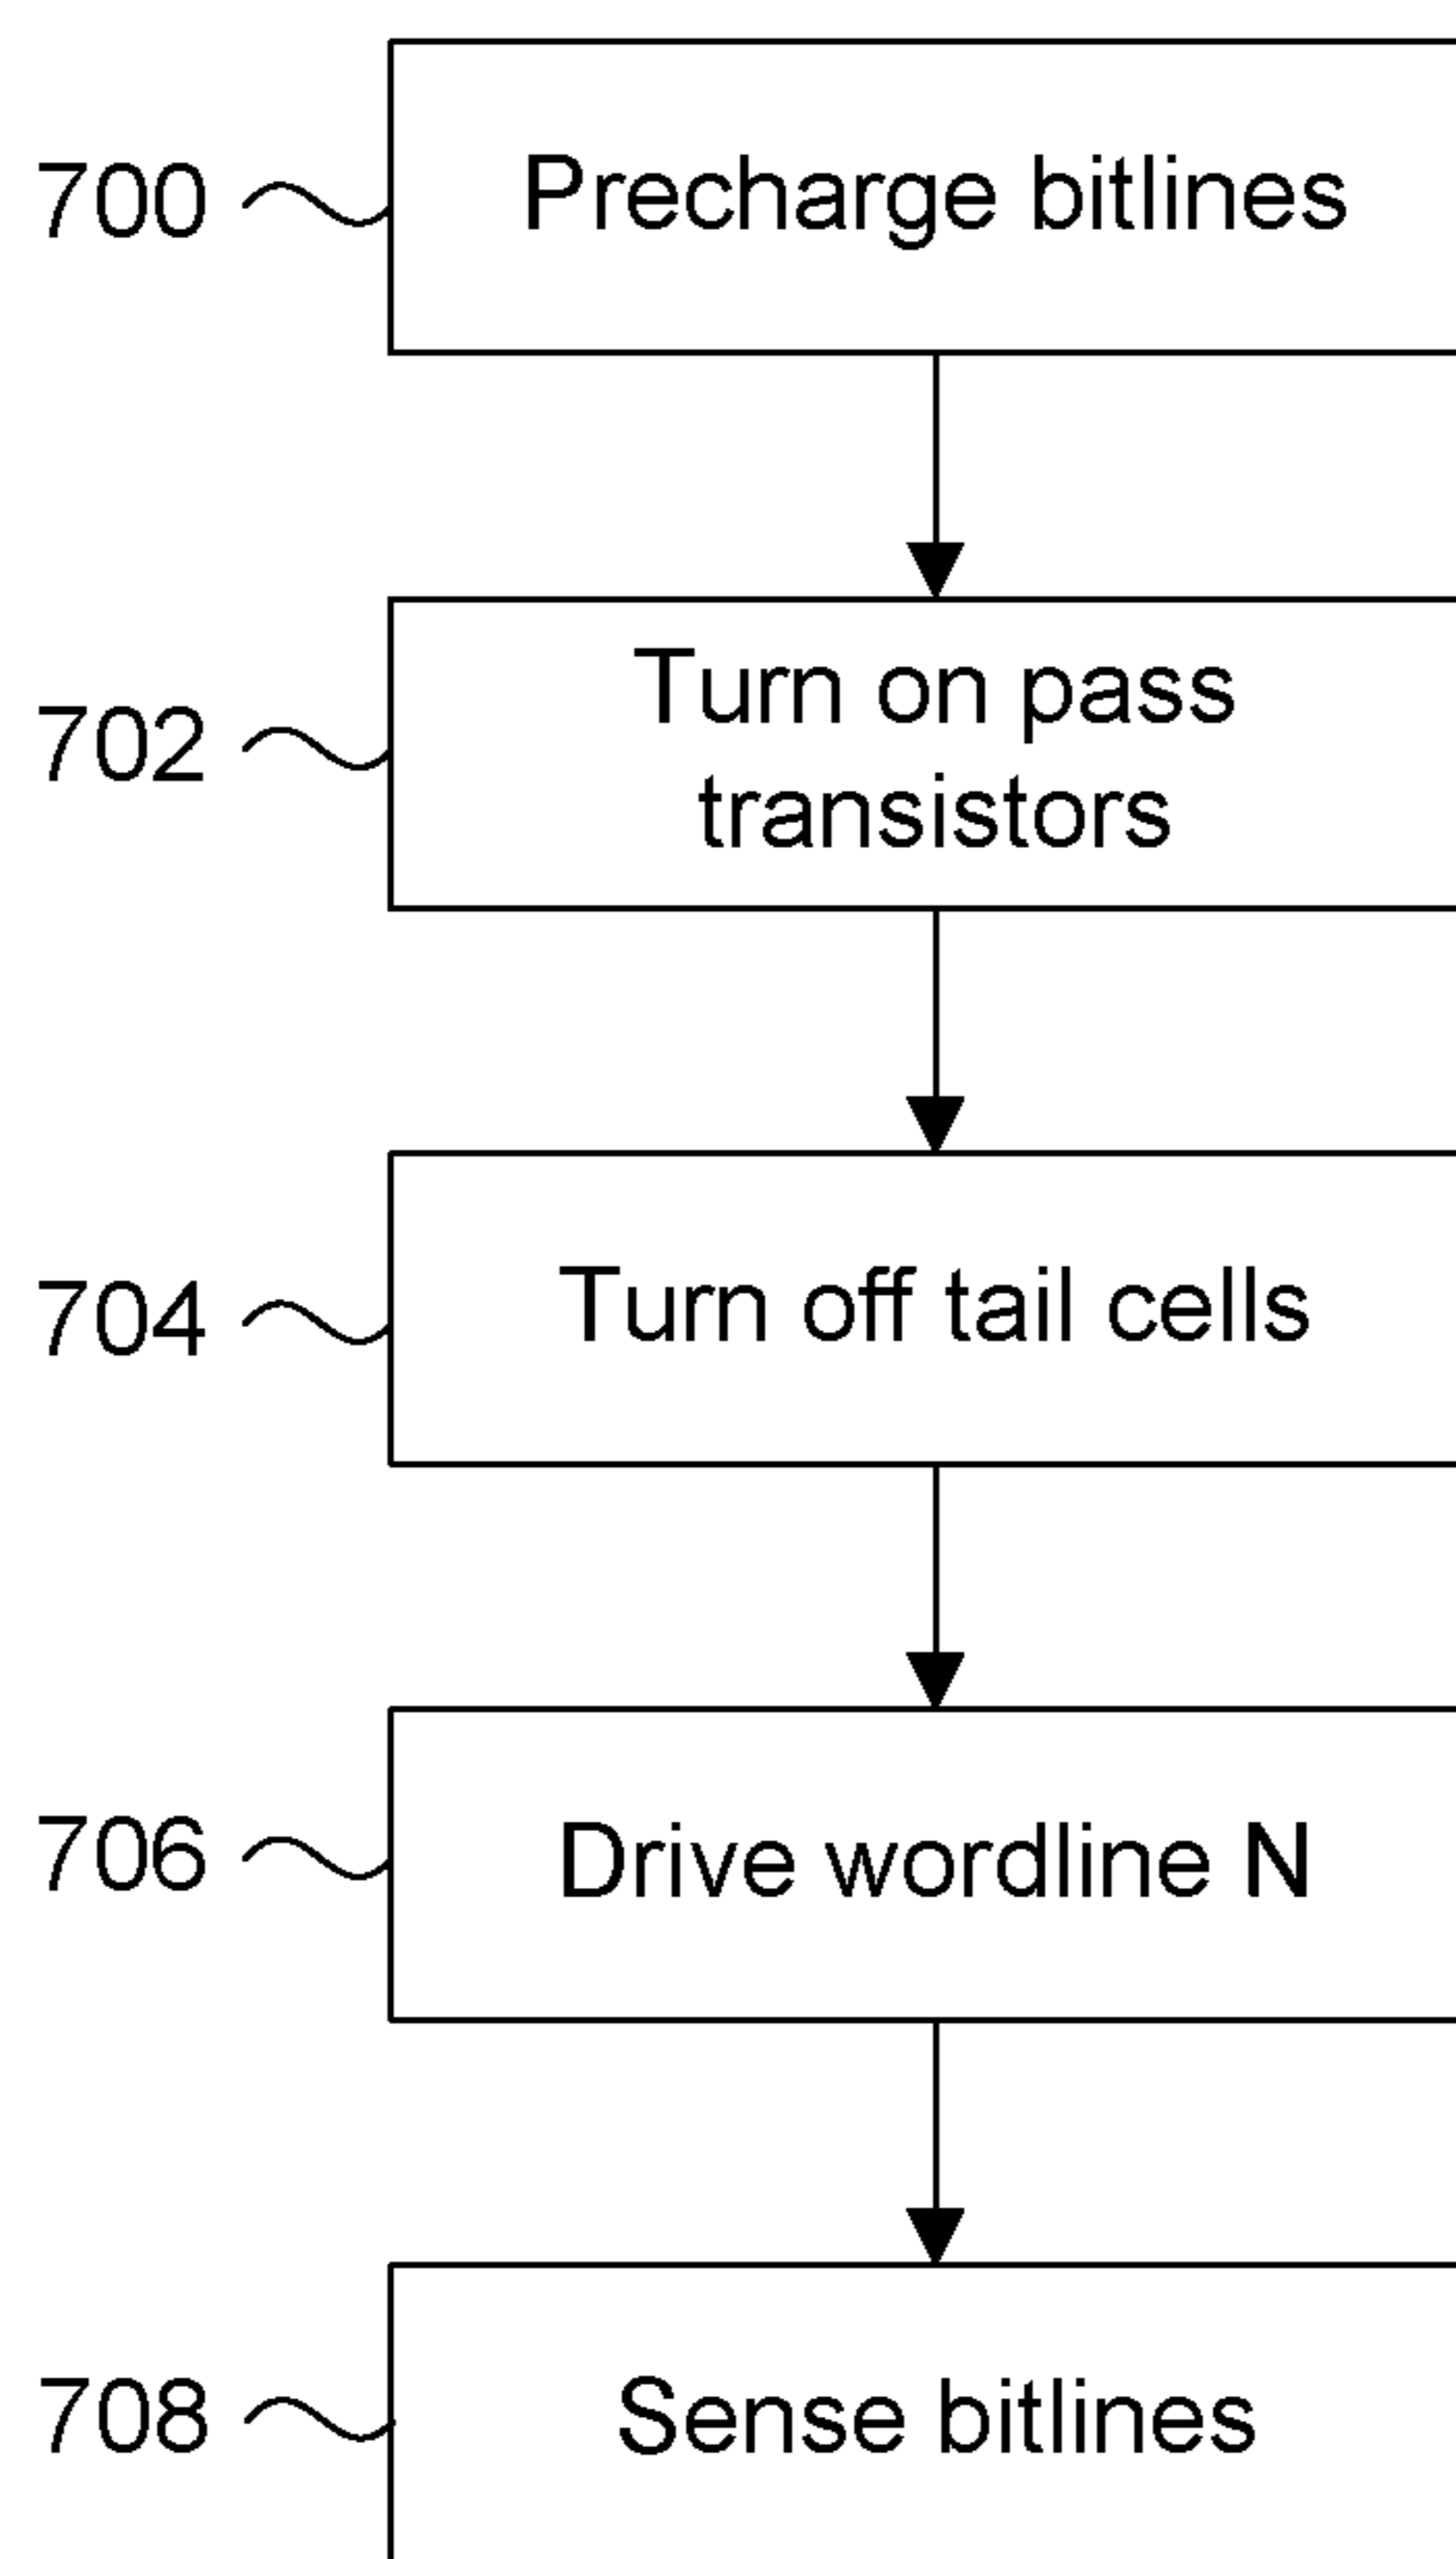 700
Precharge bitlines
702
Turn on pass
transistors
704
Turn off tail cells
706
Drive wordline N
708
Sense bitlines